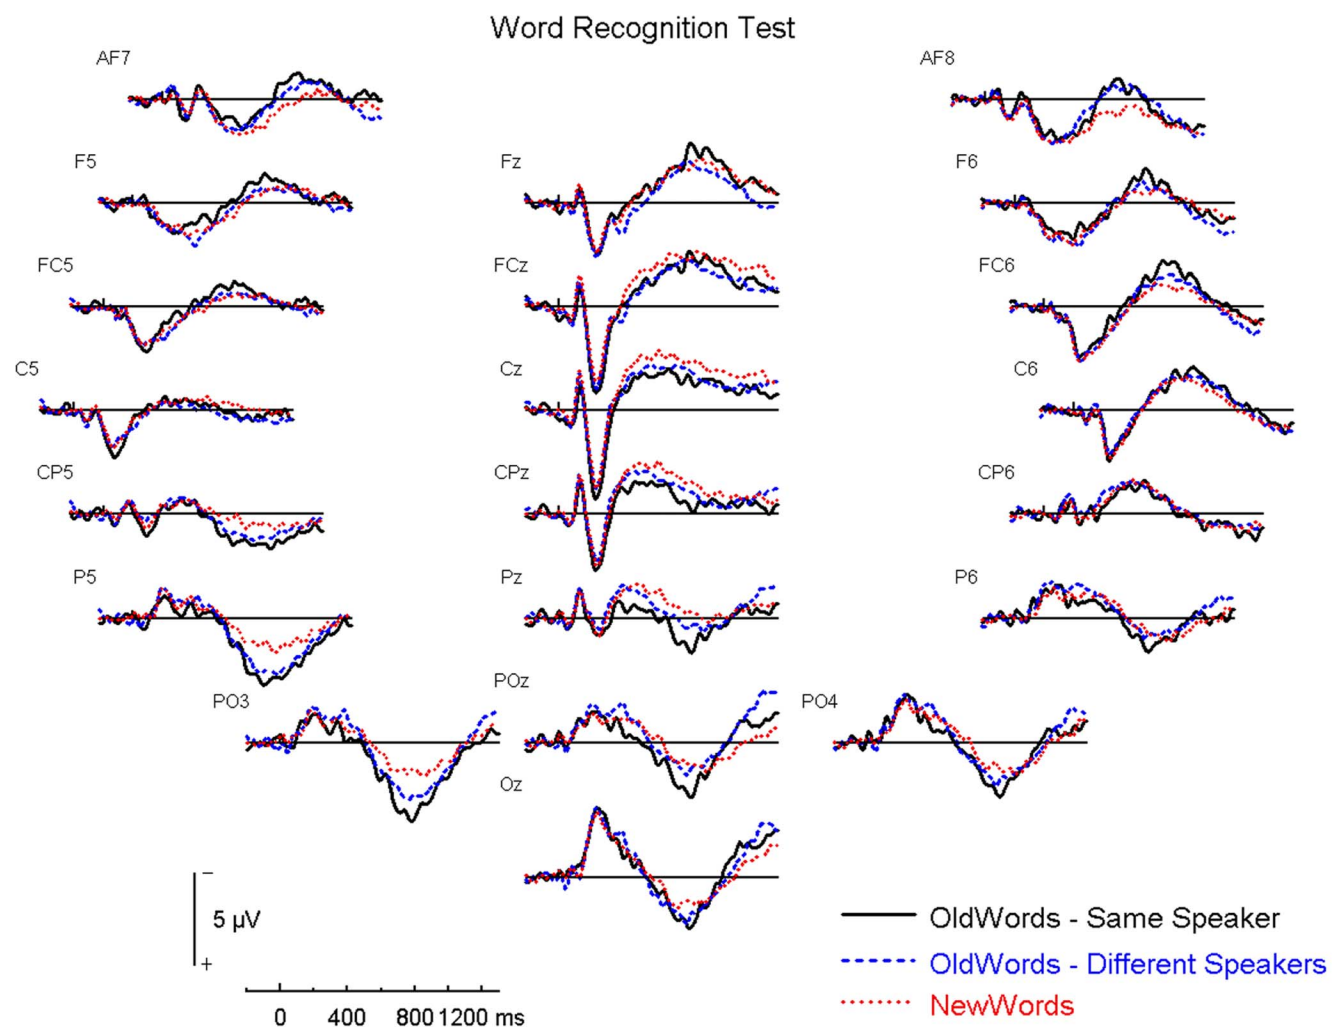 Word Recognition Test
AF7
AF8
F5
Fz
F6
FC5
FCz
FC6
C5
Cz
C6
CP5
CPz
CP6
P5
Pz
P6
PO3
POz
PO4
Oz
−
5 µV
+
OldWords - Same Speaker
OldWords - Different Speakers
NewWords
0 400 800 1200 ms